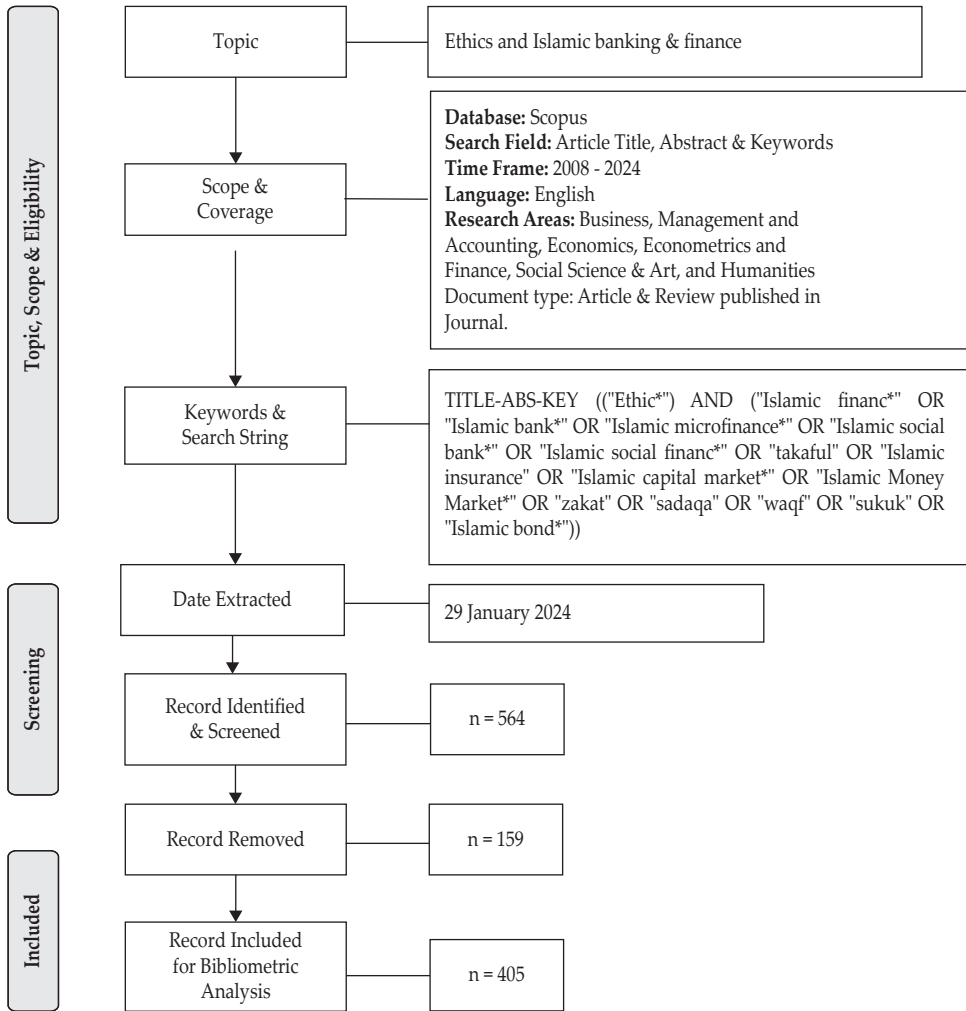 Topic, Scope & Eligibility
Topic
Ethics and Islamic banking & finance
Scope &
Coverage
Database: Scopus
Search Field: Article Title, Abstract & Keywords
Time Frame: 2008 - 2024
Language: English
Research Areas: Business, Management and
Accounting, Economics, Econometrics and
Finance, Social Science & Art, and Humanities
Document type: Article & Review published in
Journal.
Keywords &
Search String
TITLE-ABS-KEY (("Ethic*") AND ("Islamic financ*" OR
"Islamic bank*" OR "Islamic microfinance*" OR "Islamic social
bank*" OR "Islamic social financ*" OR "takaful" OR "Islamic
insurance" OR "Islamic capital market*" OR "Islamic Money
Market*" OR "zakat" OR "sadaqa" OR "waqf" OR "sukuk" OR
"Islamic bond*"))
Screening
Date Extracted
29 January 2024
Record Identified
& Screened
n = 564
Record Removed
n = 159
Included
Record Included
for Bibliometric
Analysis
n = 405